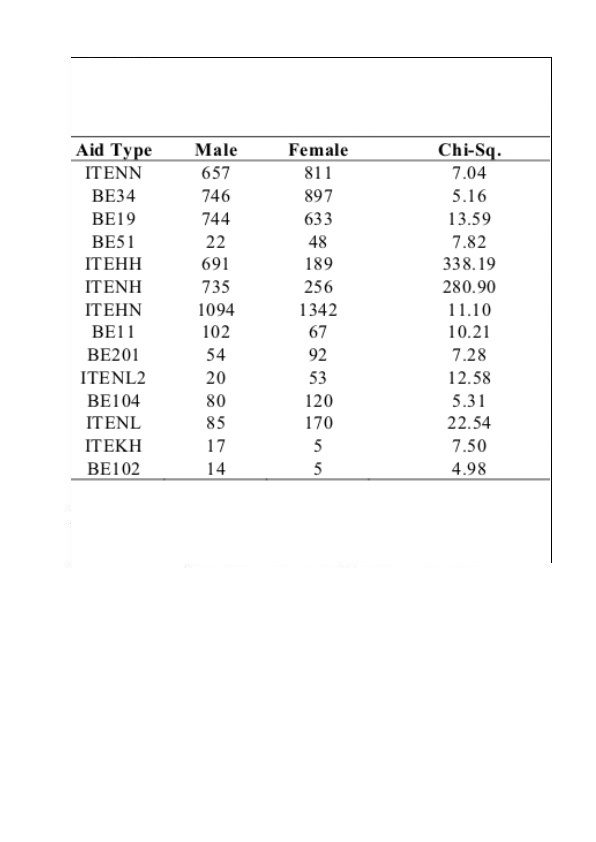 Aid Type Male Female Chi-Sq.
ITENN 657 811 7.04
BE34 746 897 5.16
BE19 744 633 13.59
BE51 22 48 7.82
ITEHH 691 189 338.19
ITENH 735 256 280.90
ITEHN 1094 1342 11.10
BE11 102 67 10.21
BE201 54 92 7.28
ITENL2 20 53 12.58
BE104 80 120 5.31
ITENL 85 170 22.54
ITEKH 17 5 7.50
BE102 14 5 4.98